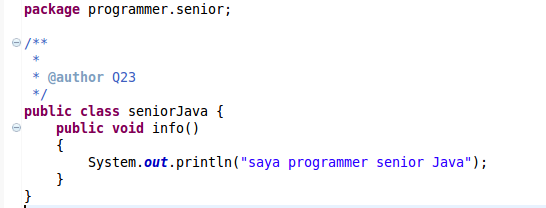 package programmer.senior;
/**
 *
 * @author Q23
 */
public class seniorJava {
    public void info()
    {
        System.out.println("saya programmer senior Java");
    }
}